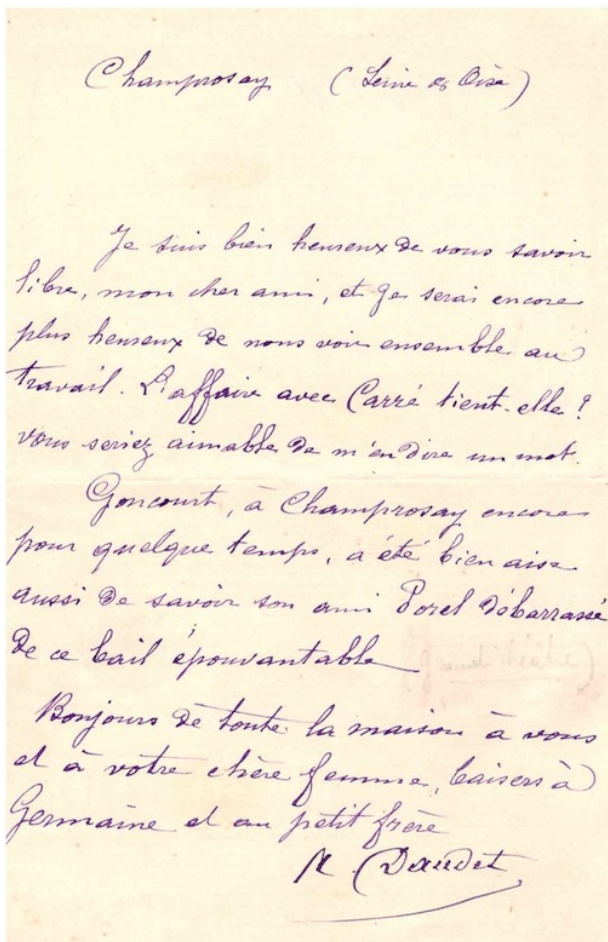 Champrosay (Seine & Oise)
Je suis bien heureux de vous savoir
libre, mon cher ami, et je serai encore
plus heureux de nous voir ensemble au
travail. L'affaire avec Carré tient-elle ?
vous seriez aimable de m'en dire un mot.
Goncourt, à Champrosay encore
pour quelque temps, a été bien aise
aussi de savoir son ami Porel débarrassé
de ce bail épouvantable
Bonjours de toute la maison à vous
et à votre chère femme, baisers à
Germaine et au petit frère
A. Daudet